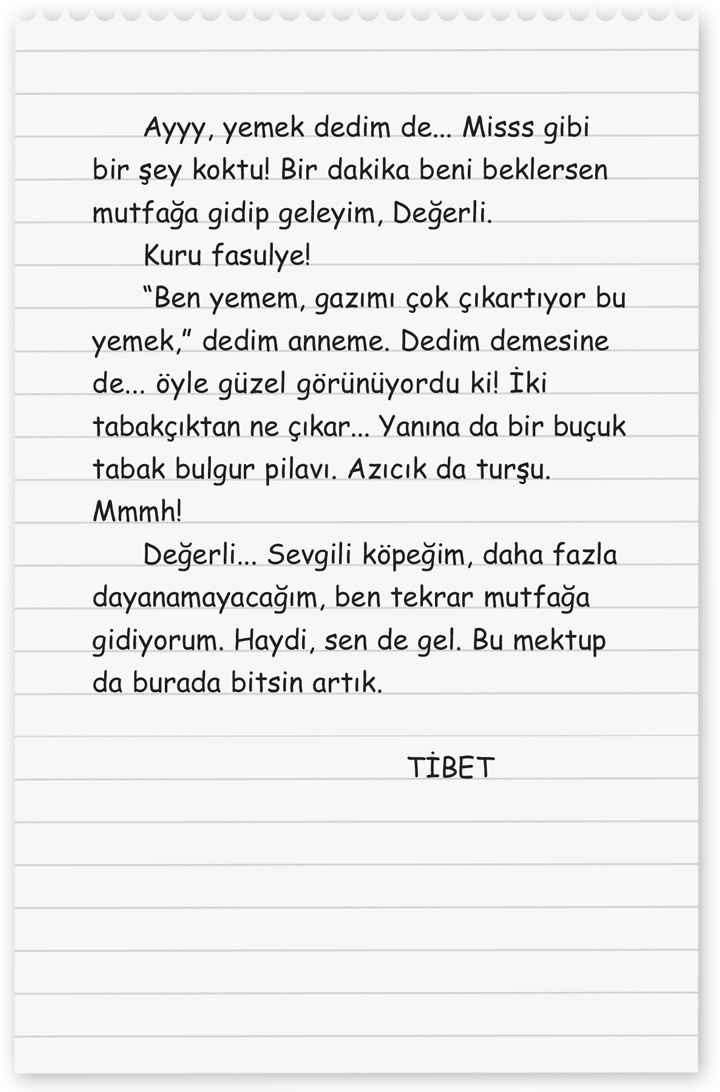 Ayyy, yemek dedim de... Misss gibi
bir şey koktu! Bir dakika beni beklersen
mutfağa gidip geleyim, Değerli.
Kuru fasulye!
“Ben yemem, gazımı çok çıkartıyor bu
yemek,” dedim anneme. Dedim demesine
de... öyle güzel görünüyordu ki! İki
tabakçıktan ne çıkar... Yanına da bir buçuk
tabak bulgur pilavı. Azıcık da turşu.
Mmmh!
Değerli... Sevgili köpeğim, daha fazla
dayanamayacağım, ben tekrar mutfağa
gidiyorum. Haydi, sen de gel. Bu mektup
da burada bitsin artık.
TİBET